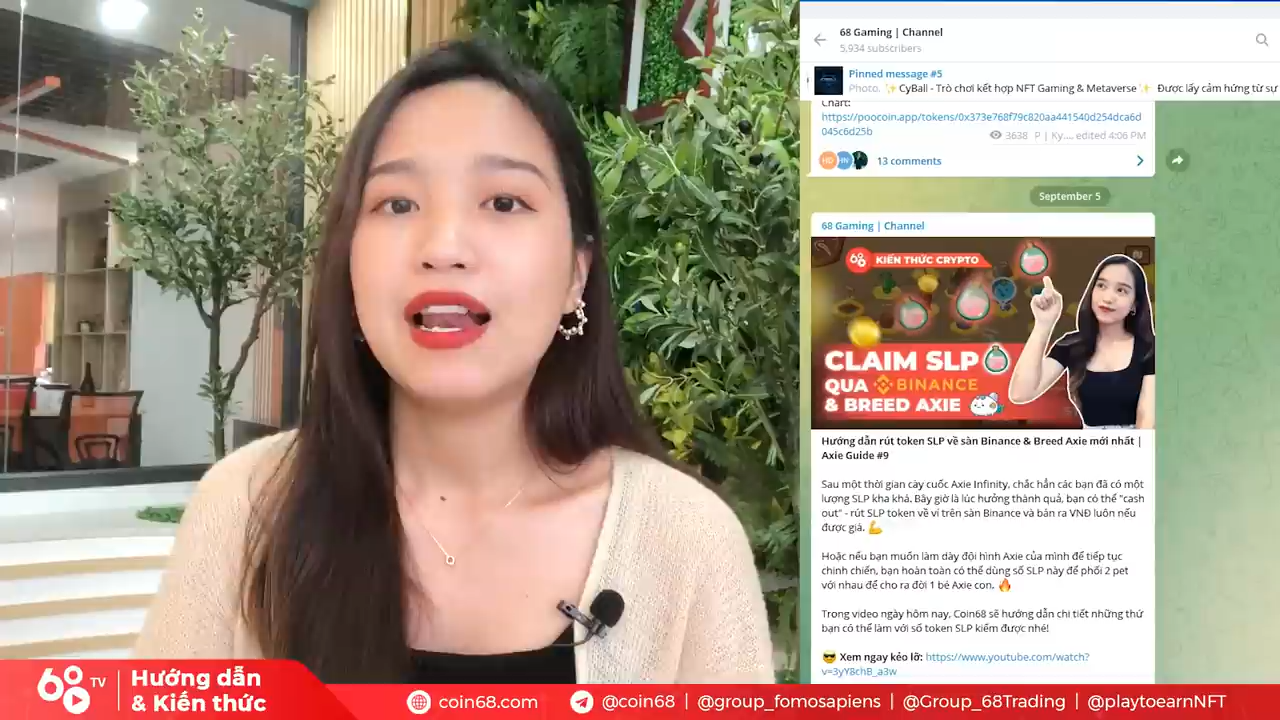 68 Gaming | Channel
5,934 subscribers
Pinned message #5
Photo, ✨ CyBall - Trò chơi kết hợp NFT Gaming & Metaverse ✨ Được lấy cảm hứng từ sự
Chart:
https://poocoin.app/tokens/0x373e768f79c820aa441540d254dca6d
045c6d25b
3638 P | Ky.... edited 4:06 PM
HD HN 13 comments
September 5
68 Gaming | Channel
68 KIẾN THỨC CRYPTO
CLAIM SLP
QUA BINANCE
& BREED AXIE
Hướng dẫn rút token SLP về sàn Binance & Breed Axie mới nhất |
Axie Guide #9
Sau một thời gian cày cuốc Axie Infinity, chắc hẳn các bạn đã có một
lượng SLP kha khá. Bây giờ là lúc hưởng thành quả, bạn có thể "cash
out" - rút SLP token về ví trên sàn Binance và bán ra VNĐ luôn nếu
được giá. 💪
Hoặc nếu bạn muốn làm dày đội hình Axie của mình để tiếp tục
chinh chiến, bạn hoàn toàn có thể dùng số SLP này để phối 2 pet
với nhau để cho ra đời 1 bé Axie con. 🔥
Trong video ngày hôm nay, Coin68 sẽ hướng dẫn chi tiết những thứ
bạn có thể làm với số token SLP kiếm được nhé!
😎 Xem ngay kẻo lỡ: https://www.youtube.com/watch?
v=3yY8chB_a3w
68 TV
Hướng dẫn
& Kiến thức
coin68.com @coin68 | @group_fomosapiens | @Group_68Trading | @playtoearnNFT